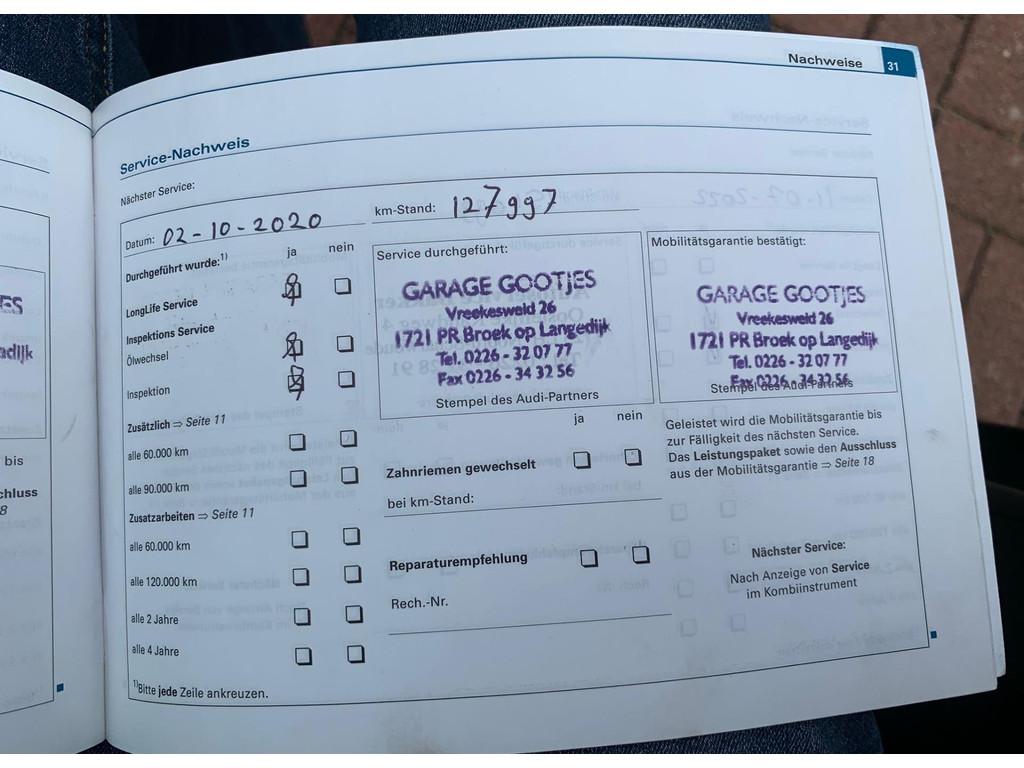 Nachweise 31
Service-Nachweis
Nächster Service:
Datum: 02-10-2020
km-Stand: 127997
Durchgeführt wurde:1) ja nein
LongLife Service
Inspektions Service
Ölwechsel
Inspektion
Zusätzlich ⇒ Seite 11
alle 60.000 km
alle 90.000 km
Zusatzarbeiten ⇒ Seite 11
alle 60.000 km
alle 120.000 km
alle 2 Jahre
alle 4 Jahre
1)Bitte jede Zeile ankreuzen.
Service durchgeführt:
GARAGE GOOTJES
Vreekesweid 26
1721 PR Broek op Langedijk
Tel. 0226 - 32 07 77
Fax 0226 - 34 32 56
Stempel des Audi-Partners
ja nein
Zahnriemen gewechselt
bei km-Stand:
Reparaturempfehlung
Rech.-Nr.
Mobilitätsgarantie bestätigt:
GARAGE GOOTJES
Vreekesweid 26
1721 PR Broek op Langedijk
Tel. 0226 - 32 07 77
Fax 0226 - 34 32 56
Stempel des Audi-Partners
Geleistet wird die Mobilitätsgarantie bis
zur Fälligkeit des nächsten Service.
Das Leistungspaket sowie den Ausschluss
aus der Mobilitätsgarantie ⇒ Seite 18
Nächster Service:
Nach Anzeige von Service
im Kombiinstrument